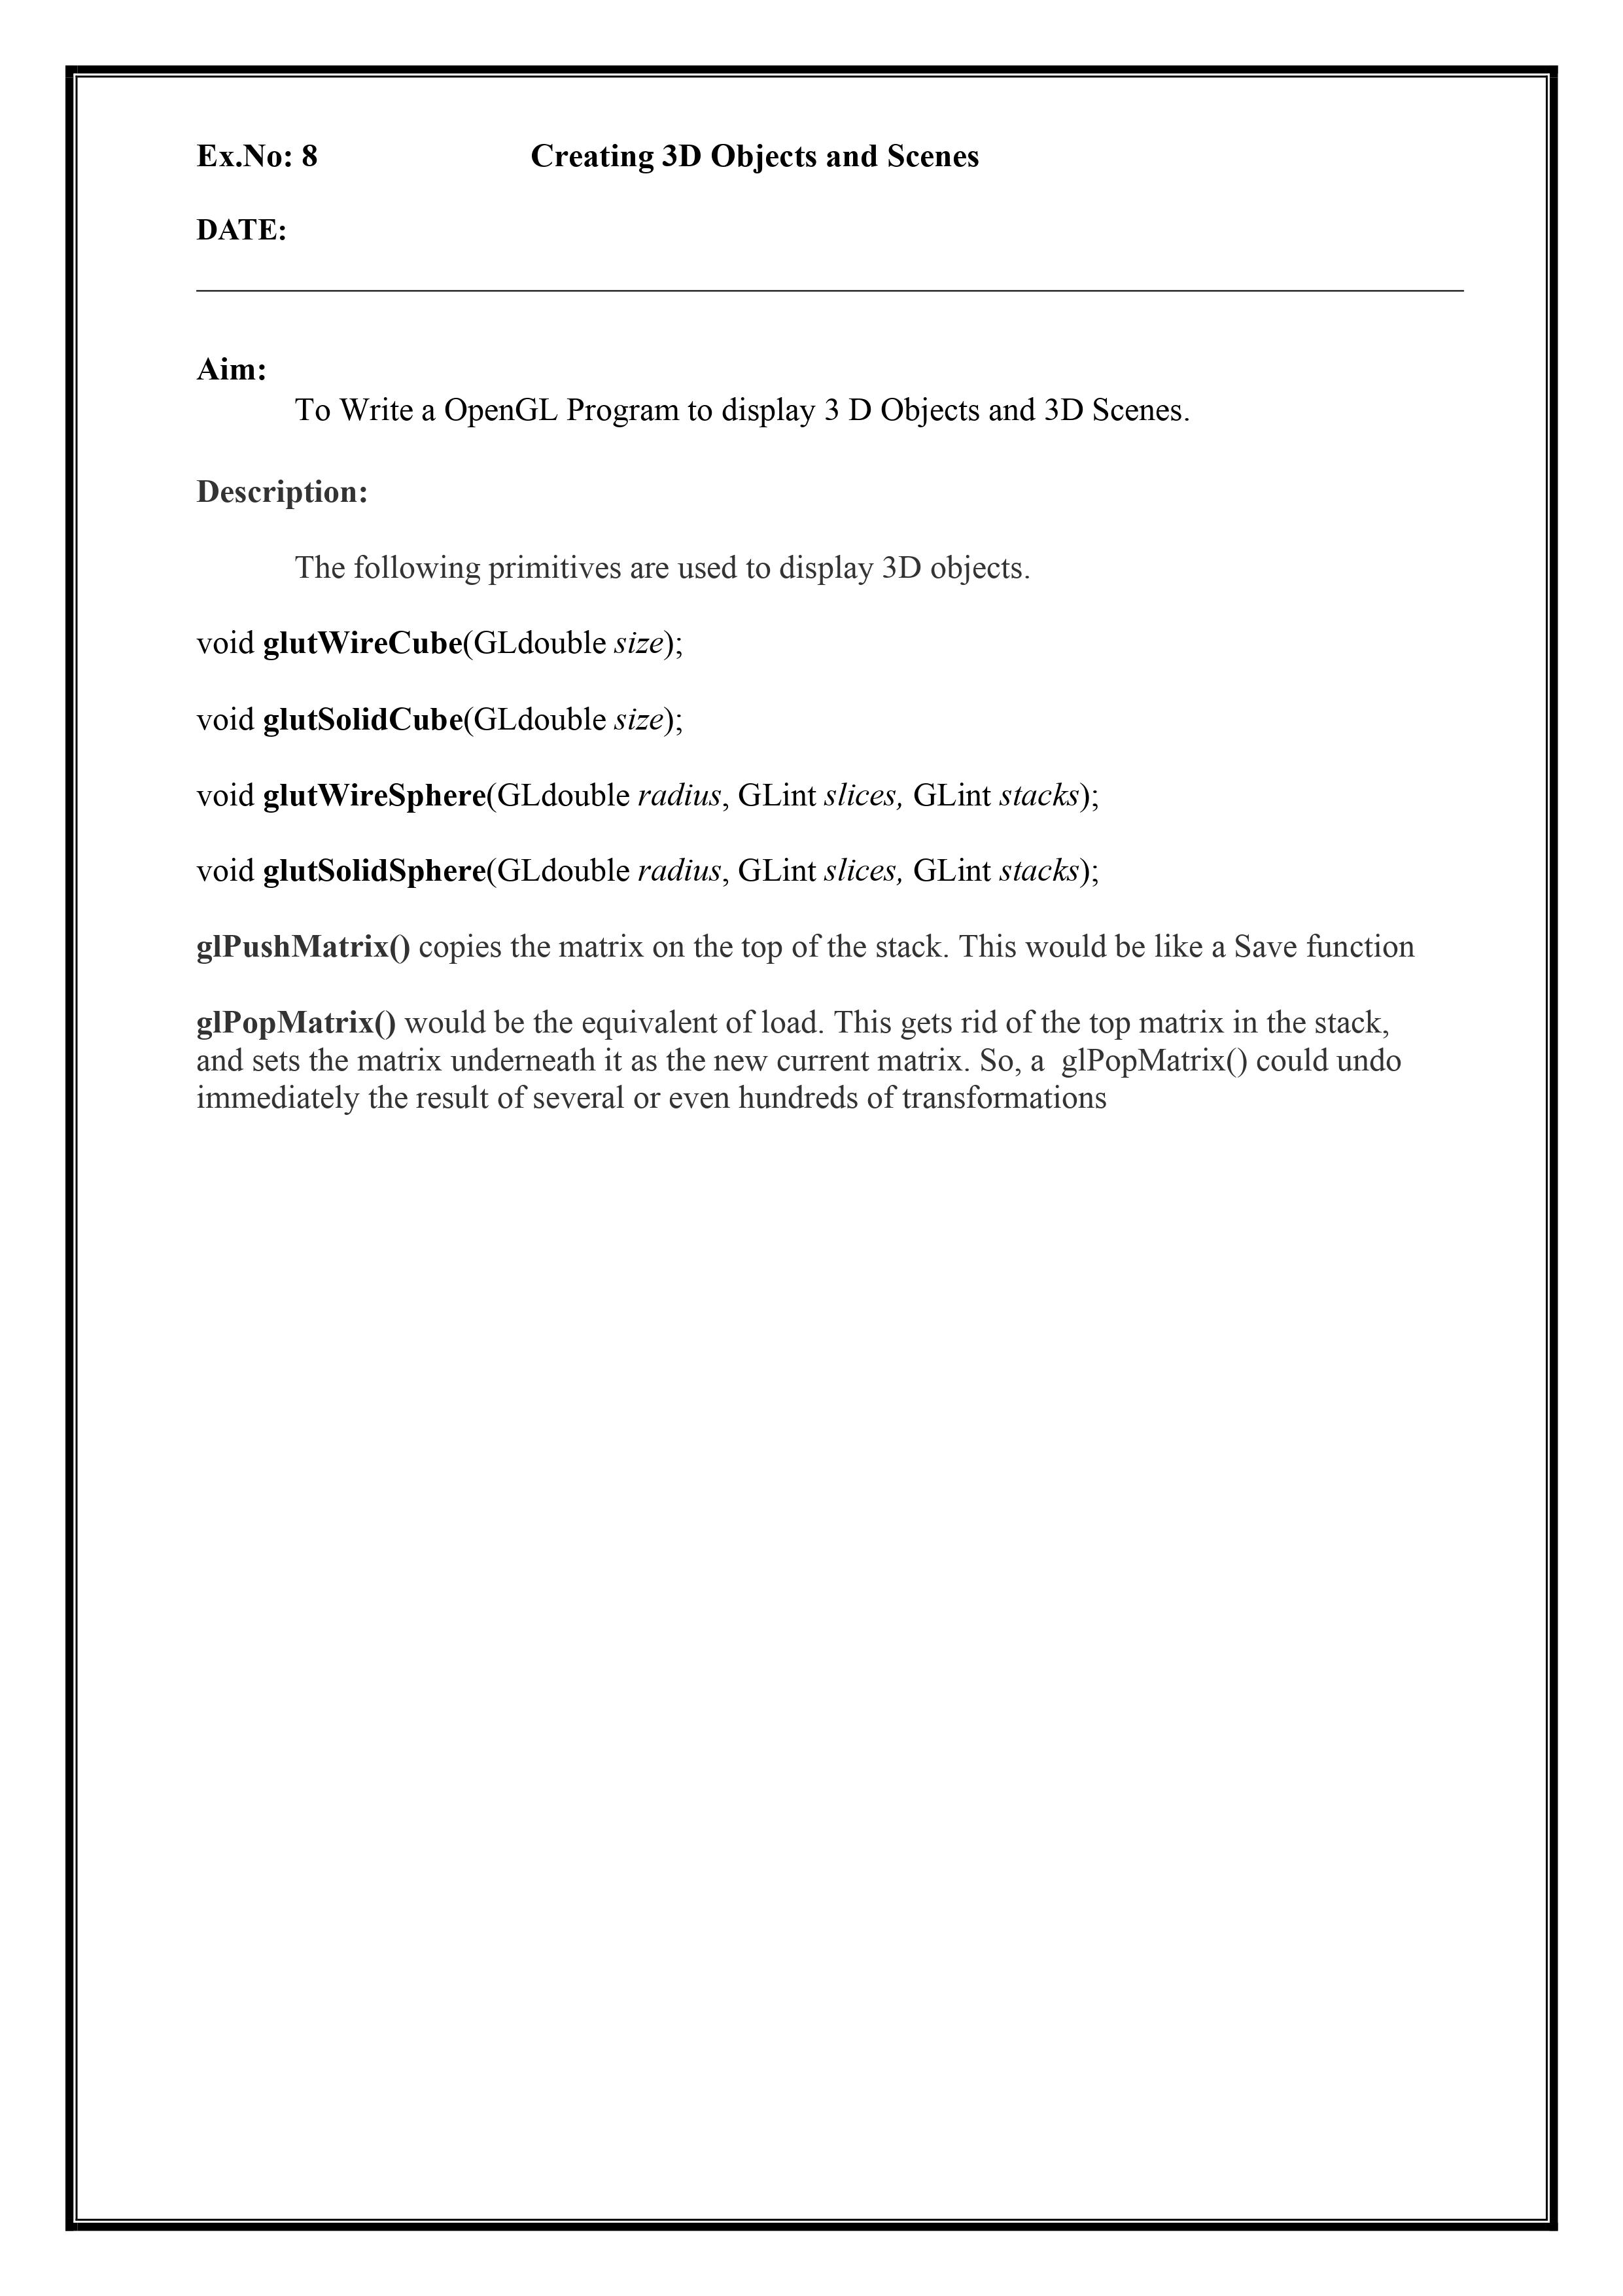 Ex.No: 8 Creating 3D Objects and Scenes
DATE:
Aim:
To Write a OpenGL Program to display 3 D Objects and 3D Scenes.
Description:
The following primitives are used to display 3D objects.
void glutWireCube(GLdouble size);
void glutSolidCube(GLdouble size);
void glutWireSphere(GLdouble radius, GLint slices, GLint stacks);
void glutSolidSphere(GLdouble radius, GLint slices, GLint stacks);
glPushMatrix() copies the matrix on the top of the stack. This would be like a Save function
glPopMatrix() would be the equivalent of load. This gets rid of the top matrix in the stack,
and sets the matrix underneath it as the new current matrix. So, a  glPopMatrix() could undo
immediately the result of several or even hundreds of transformations